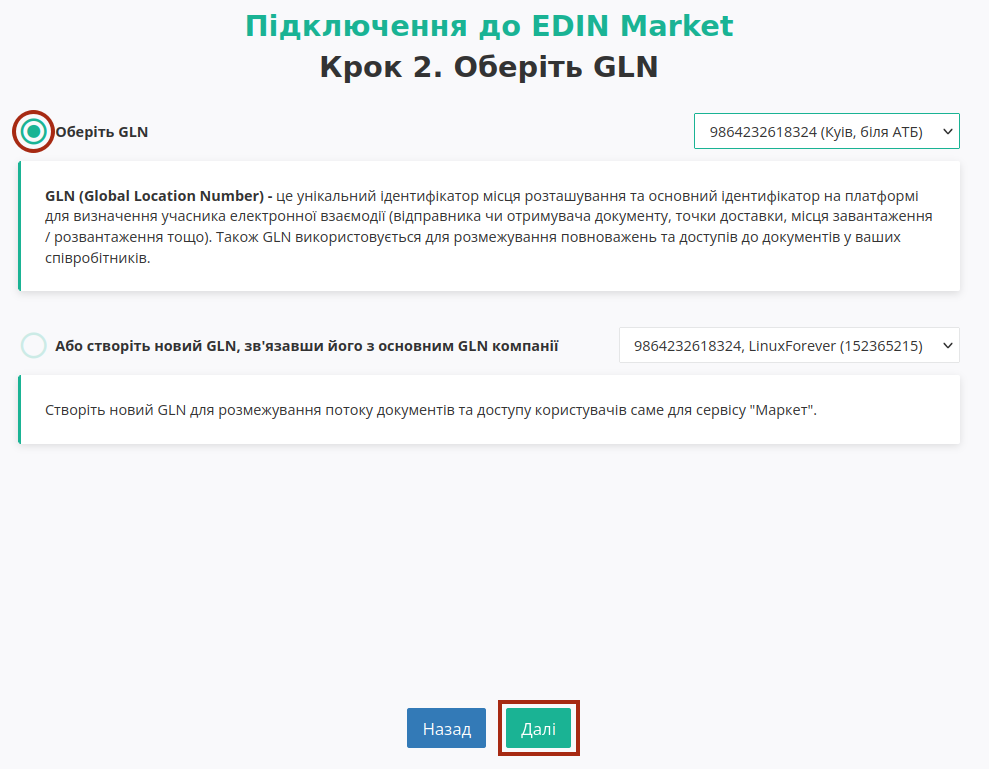 Підключення до EDIN Market
Крок 2. Оберіть GLN
Оберіть GLN
9864232618324 (Куів, біля АТБ)
GLN (Global Location Number) - це унікальний ідентифікатор місця розташування та основний ідентифікатор на платформі
для визначення учасника електронної взаємодії (відправника чи отримувача документу, точки доставки, місця завантаження
/ розвантаження тощо). Також GLN використовується для розмежування повноважень та доступів до документів у ваших
співробітників.
Або створіть новий GLN, зв'язавши його з основним GLN компанії
9864232618324, LinuxForever (152365215)
Створіть новий GLN для розмежування потоку документів та доступу користувачів саме для сервісу "Маркет".
Назад
Далі